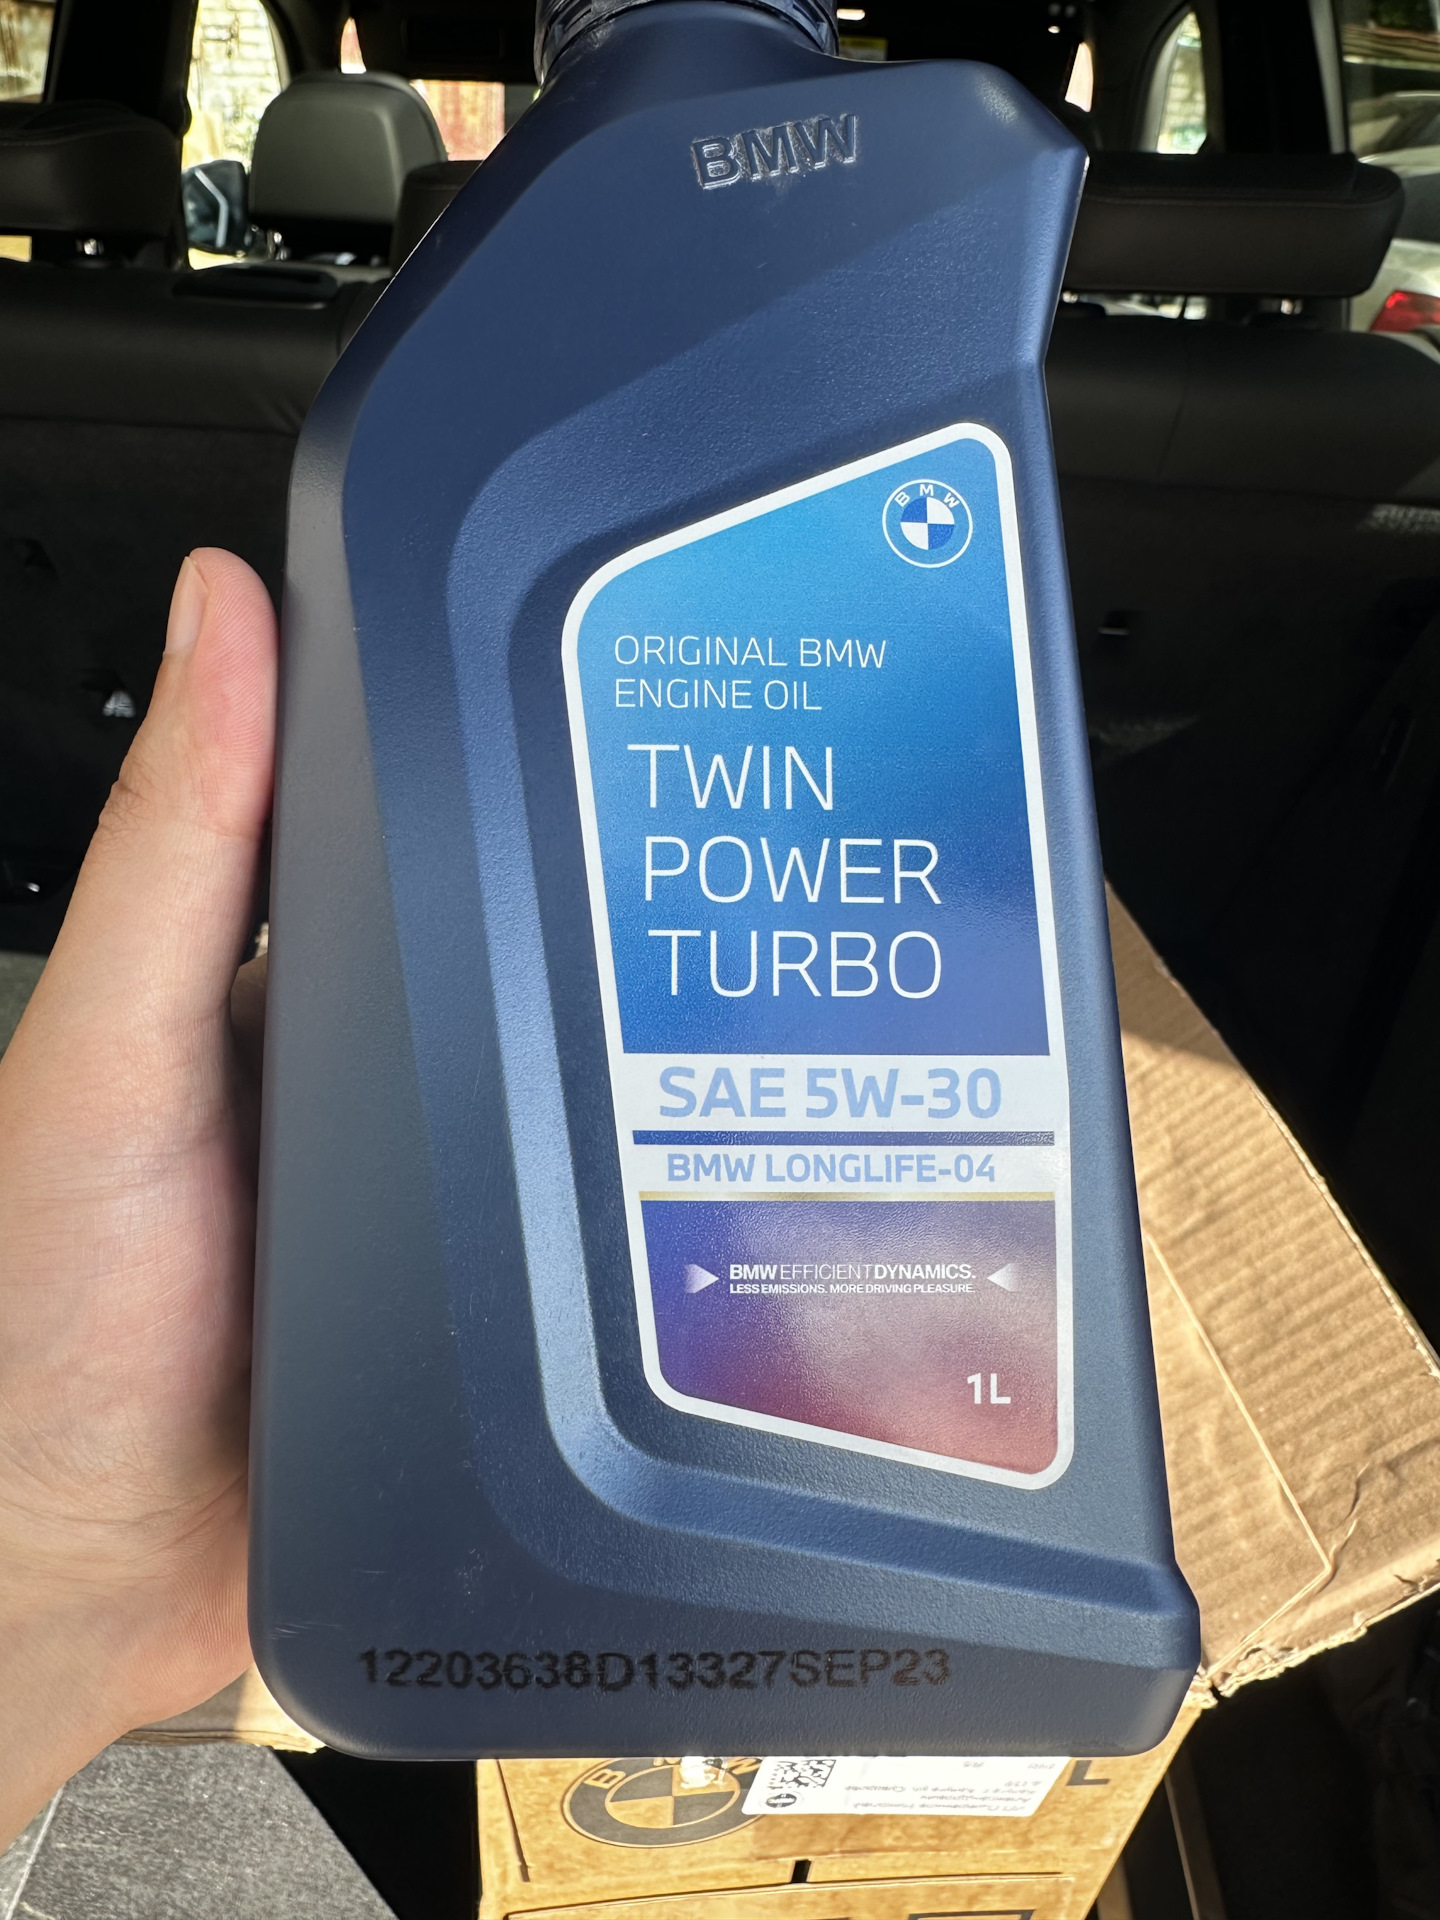 BMW
BMW
ORIGINAL BMW
ENGINE OIL
TWIN
POWER
TURBO
SAE 5W-30
BMW LONGLIFE-04
BMW EFFICIENTDYNAMICS.
LESS EMISSIONS. MORE DRIVING PLEASURE.
1L
12203638D13327SEP23